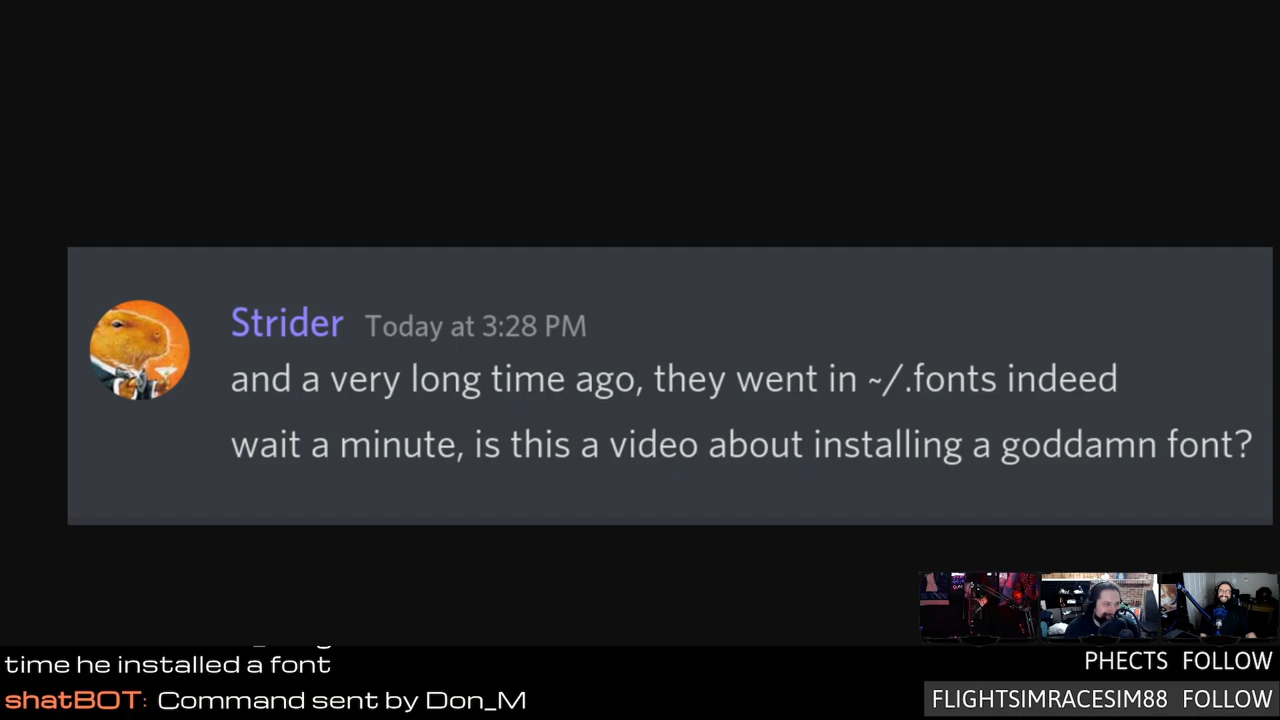 Strider Today at 3:28 PM
and a very long time ago, they went in ~/.fonts indeed
wait a minute, is this a video about installing a goddamn font?
time he installed a font
shatBOT: Command sent by Don_M
PHECTS FOLLOW
FLIGHTSIMRACESIM88 FOLLOW